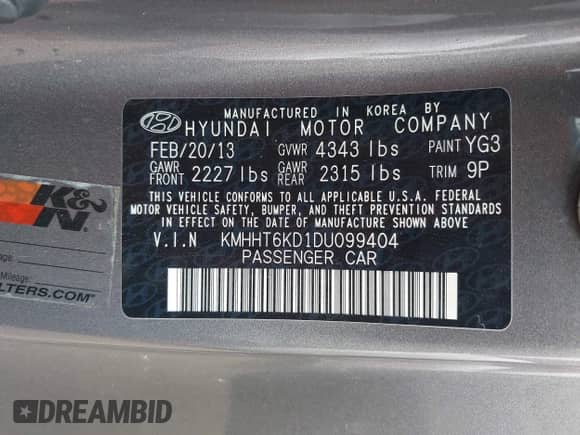 MANUFACTURED IN KOREA BY
HYUNDAI MOTOR COMPANY
FEB/20/13 GVWR 4343 lbs PAINT YG3
GAWR FRONT 2227 lbs GAWR REAR 2315 lbs TRIM 9P
THIS VEHICLE CONFORMS TO ALL APPLICABLE U.S.A. FEDERAL
MOTOR VEHICLE SAFETY, BUMPER, AND THEFT PREVENTION STANDARDS
IN EFFECT ON THE DATE OF MANUFACTURE SHOWN ABOVE.
V.I.N KMHHT6KD1DU099404
PASSENGER CAR
K&N
Mileage:
LTERS.COM"
DREAMBID